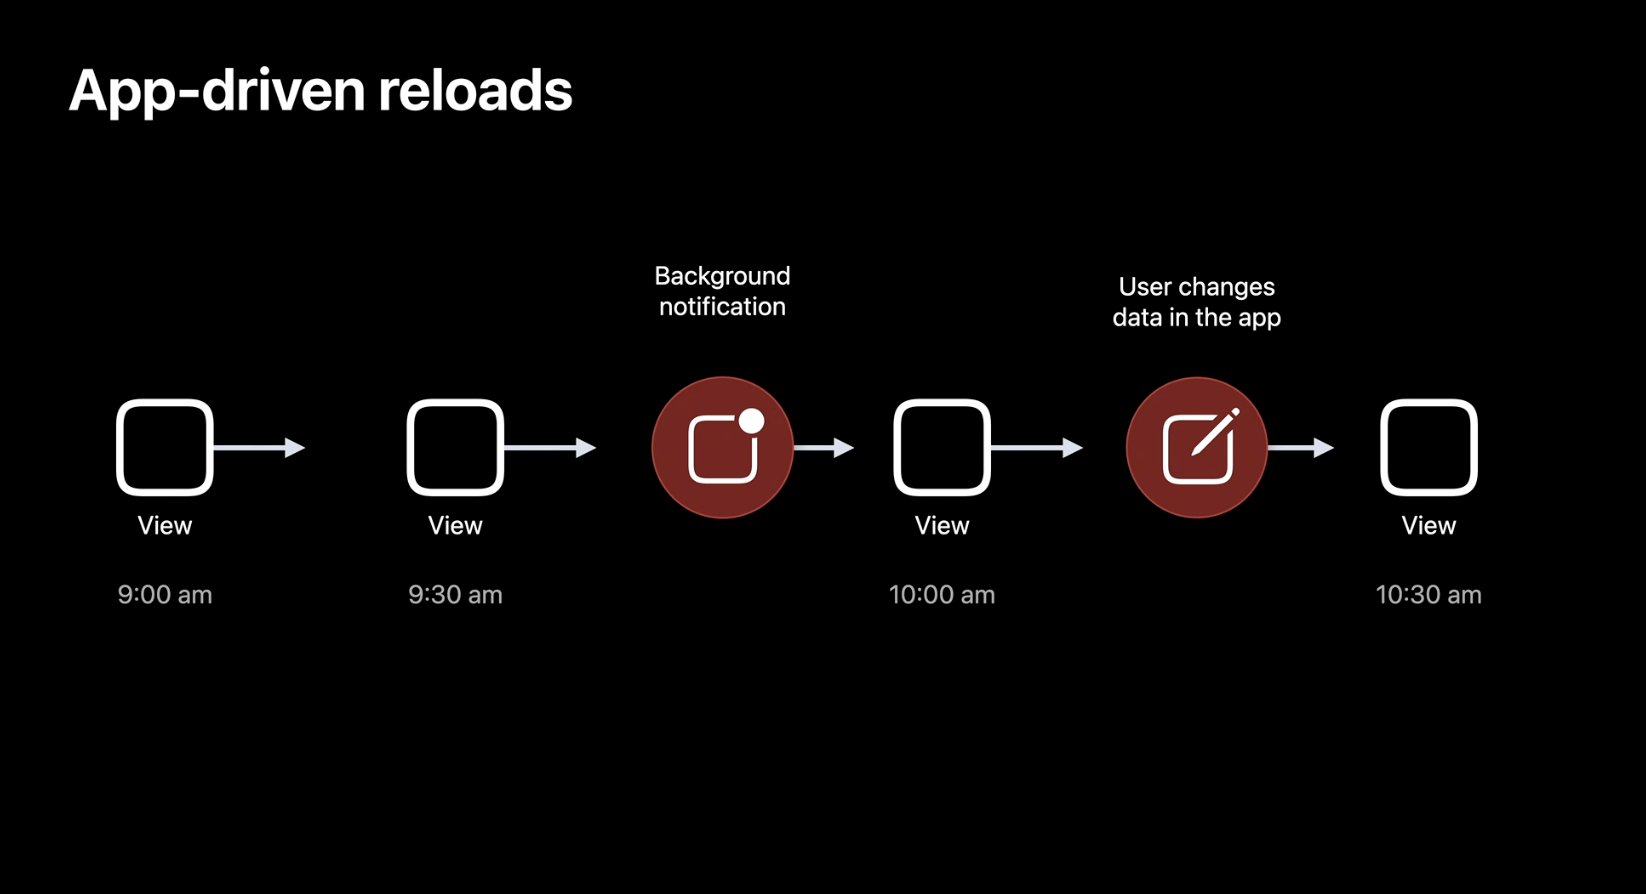 App-driven reloads
Background
notification
User changes
data in the app
View
View
View
View
9:00 am
9:30 am
10:00 am
10:30 am